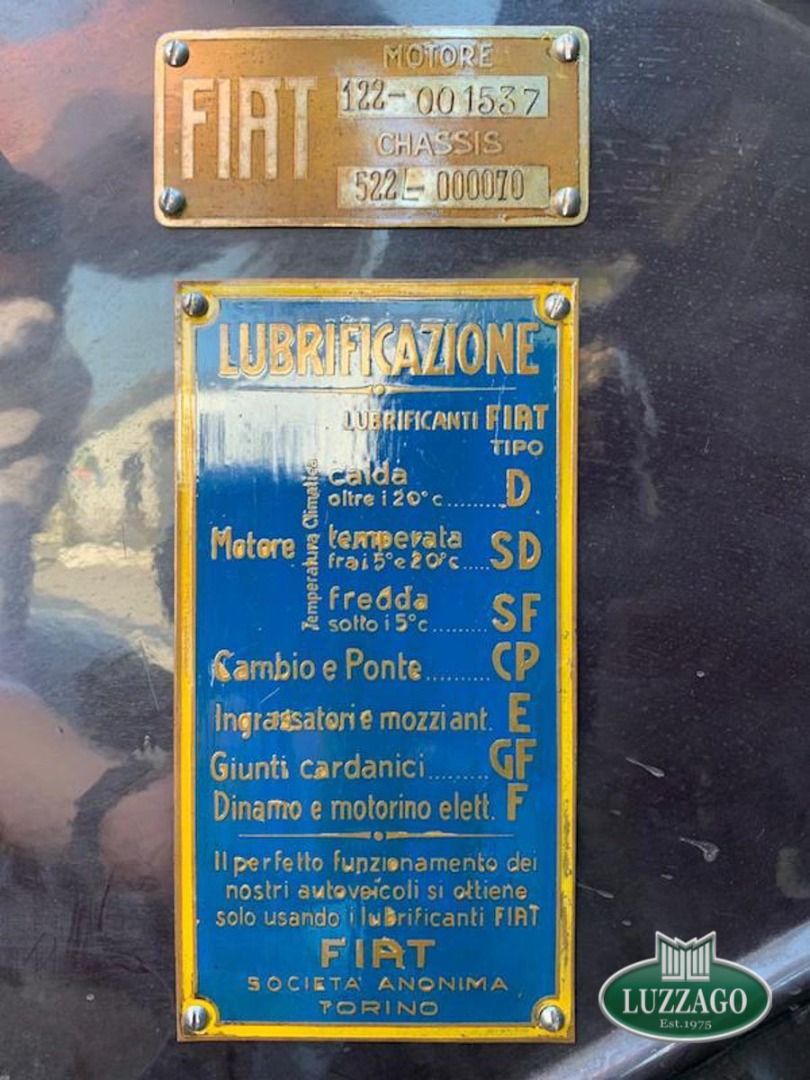 MOTORE
FIAT
122-001537
CHASSIS
522L-000070
LUBRIFICAZIONE
LUBRIFICANTI FIAT
TIPO
Temperatura Climatica
calda
oltre i 20°c ........ D
Motore
temperata
fra i 5° e 20°c ..... SD
fredda
sotto i 5°c ......... SF
Cambio e Ponte .......... CP
Ingrassatori e mozzi ant. E
Giunti cardanici ........ GF
Dinamo e motorino elett. F
Il perfetto funzionamento dei
nostri autoveicoli si ottiene
solo usando i lubrificanti FIAT
FIAT
SOCIETÀ ANONIMA
TORINO
LUZZAGO
Est.1975